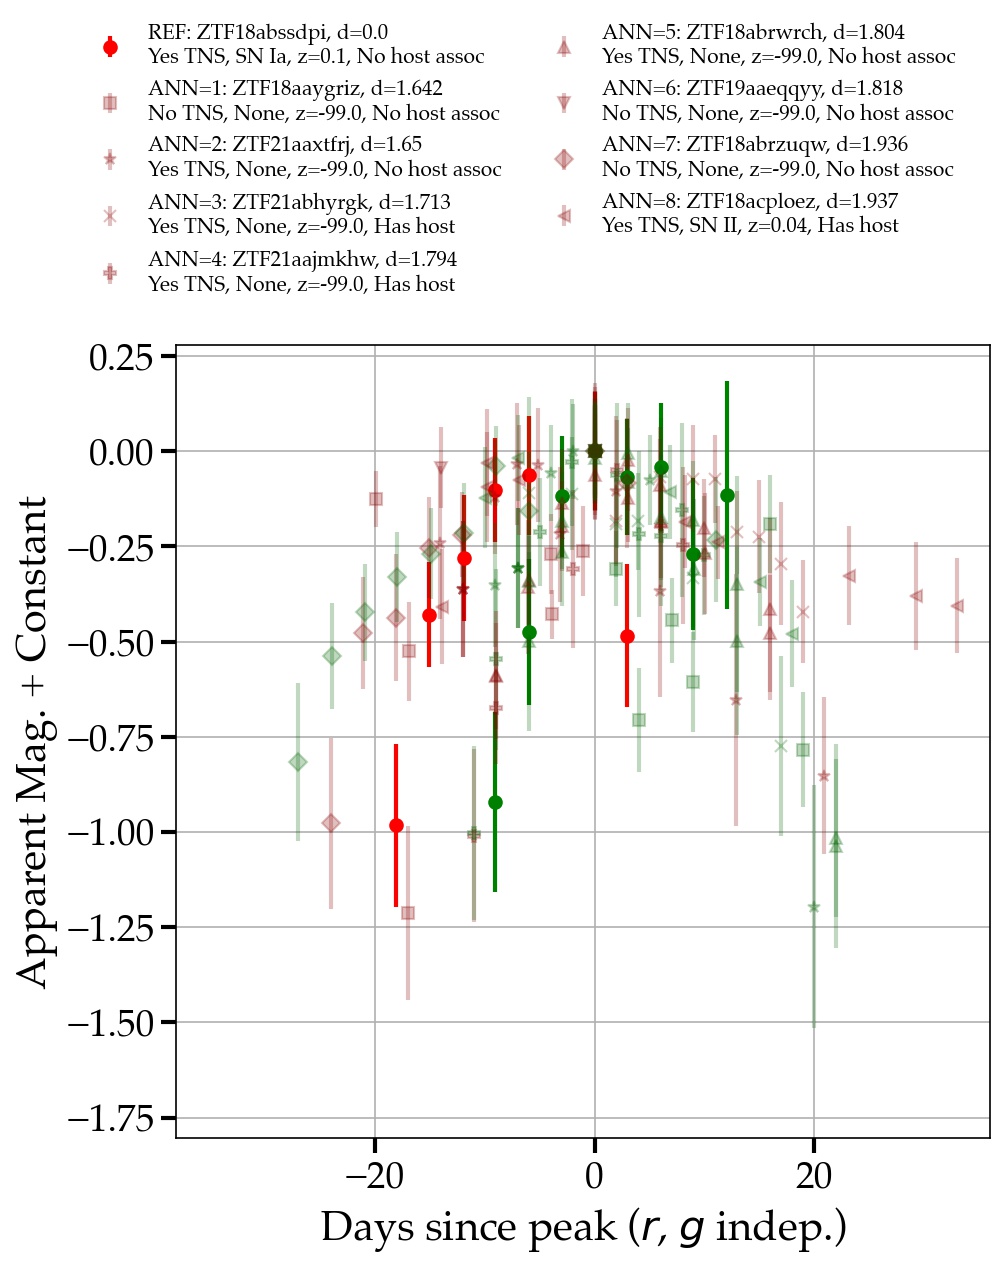 REF: ZTF18abssdpi, d=0.0
Yes TNS, SN Ia, z=0.1, No host assoc
ANN=1: ZTF18aaygriz, d=1.642
No TNS, None, z=-99.0, No host assoc
ANN=2: ZTF21aaxtfrj, d=1.65
Yes TNS, None, z=-99.0, No host assoc
ANN=3: ZTF21abhyrgk, d=1.713
Yes TNS, None, z=-99.0, Has host
ANN=4: ZTF21aajmkhw, d=1.794
Yes TNS, None, z=-99.0, Has host
ANN=5: ZTF18abrwrch, d=1.804
Yes TNS, None, z=-99.0, No host assoc
ANN=6: ZTF19aaeqqyy, d=1.818
No TNS, None, z=-99.0, No host assoc
ANN=7: ZTF18abrzuqw, d=1.936
No TNS, None, z=-99.0, No host assoc
ANN=8: ZTF18acploez, d=1.937
Yes TNS, SN II, z=0.04, Has host
Apparent Mag. + Constant
0.25
0.00
−0.25
−0.50
−0.75
−1.00
−1.25
−1.50
−1.75
−20
0
20
Days since peak (r, g indep.)